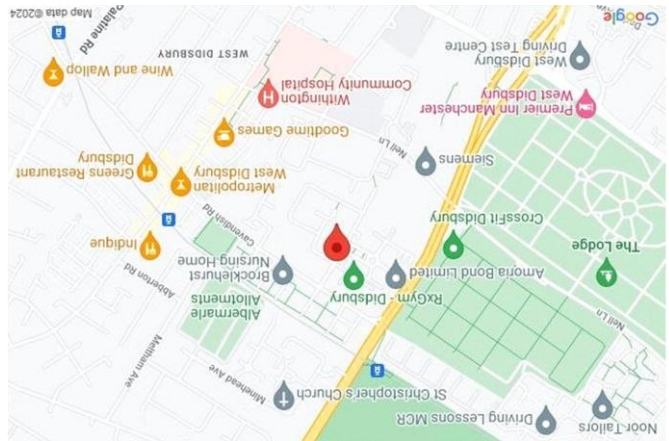 Noor Tailors
Driving Lessons MCR
St Christopher's Church
Minehead Ave
Meltham Ave
Nell Ln
Albemarle
Allotments
Amoria Bond Limited
RxGym - Didsbury
Brocklehurst
Nursing Home
Abberton Rd
The Lodge
CrossFit Didsbury
Indique
Cavendish Rd
Metropolitan
West Didsbury
Greens Restaurant
Didsbury
Siemens
Nell Ln
Goodtime Games
Premier Inn Manchester
West Didsbury
Withington
Community Hospital
Wine and Wallop
West Didsbury
Driving Test Centre
WEST DIDSBURY
Palatine Rd
Google
Map data ©2024